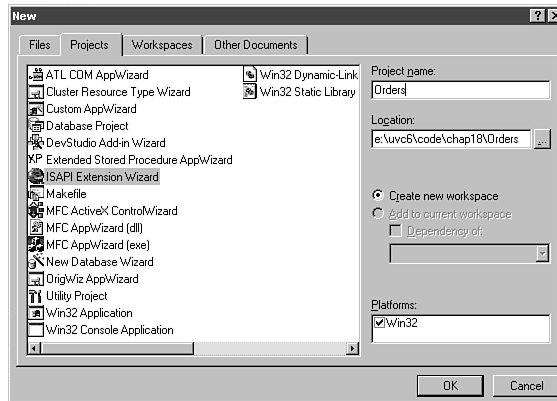 New
Files Projects Workspaces Other Documents
ATL COM AppWizard
Cluster Resource Type Wizard
Custom AppWizard
Database Project
DevStudio Add-in Wizard
Extended Stored Procedure AppWizard
ISAPI Extension Wizard
Makefile
MFC ActiveX ControlWizard
MFC AppWizard (dll)
MFC AppWizard (exe)
New Database Wizard
OrigWiz AppWizard
Utility Project
Win32 Application
Win32 Console Application
Win32 Dynamic-Link
Win32 Static Library
Project name:
Orders
Location:
e:\uvc6\code\chap18\Orders
...
Create new workspace
Add to current workspace
Dependency of:
Platforms:
Win32
OK Cancel